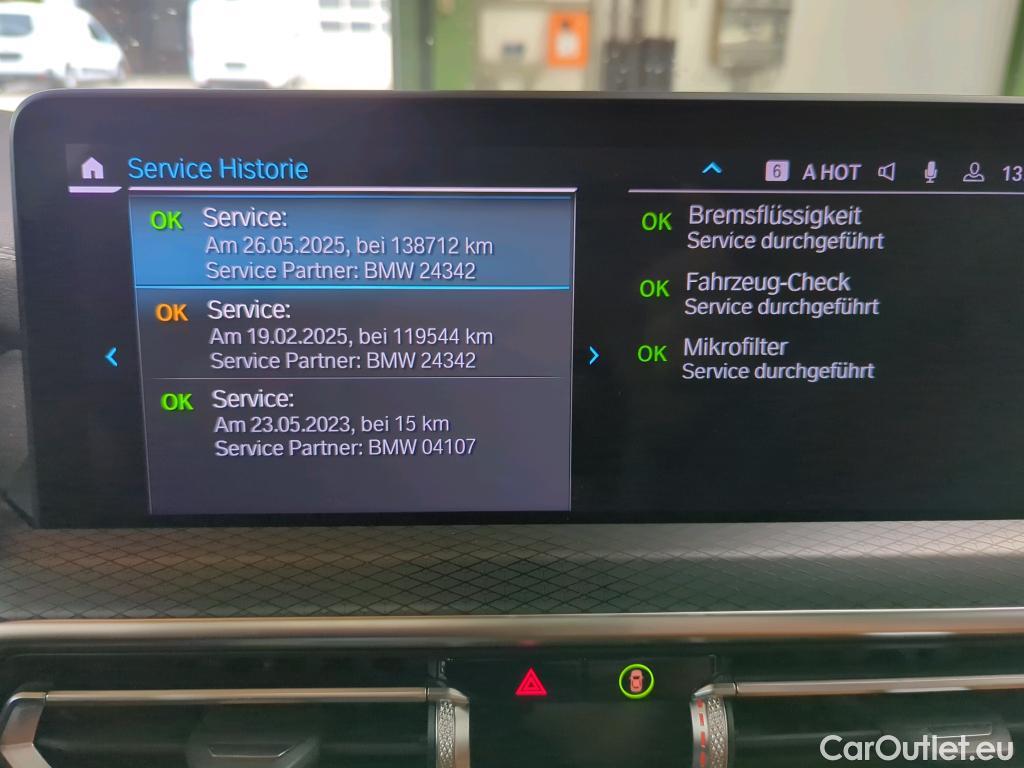 Service Historie
6 A HOT 13
OK Service:
Am 26.05.2025, bei 138712 km
Service Partner: BMW 24342
OK Service:
Am 19.02.2025, bei 119544 km
Service Partner: BMW 24342
OK Service:
Am 23.05.2023, bei 15 km
Service Partner: BMW 04107
OK Bremsflüssigkeit
Service durchgeführt
OK Fahrzeug-Check
Service durchgeführt
OK Mikrofilter
Service durchgeführt
CarOutlet.eu